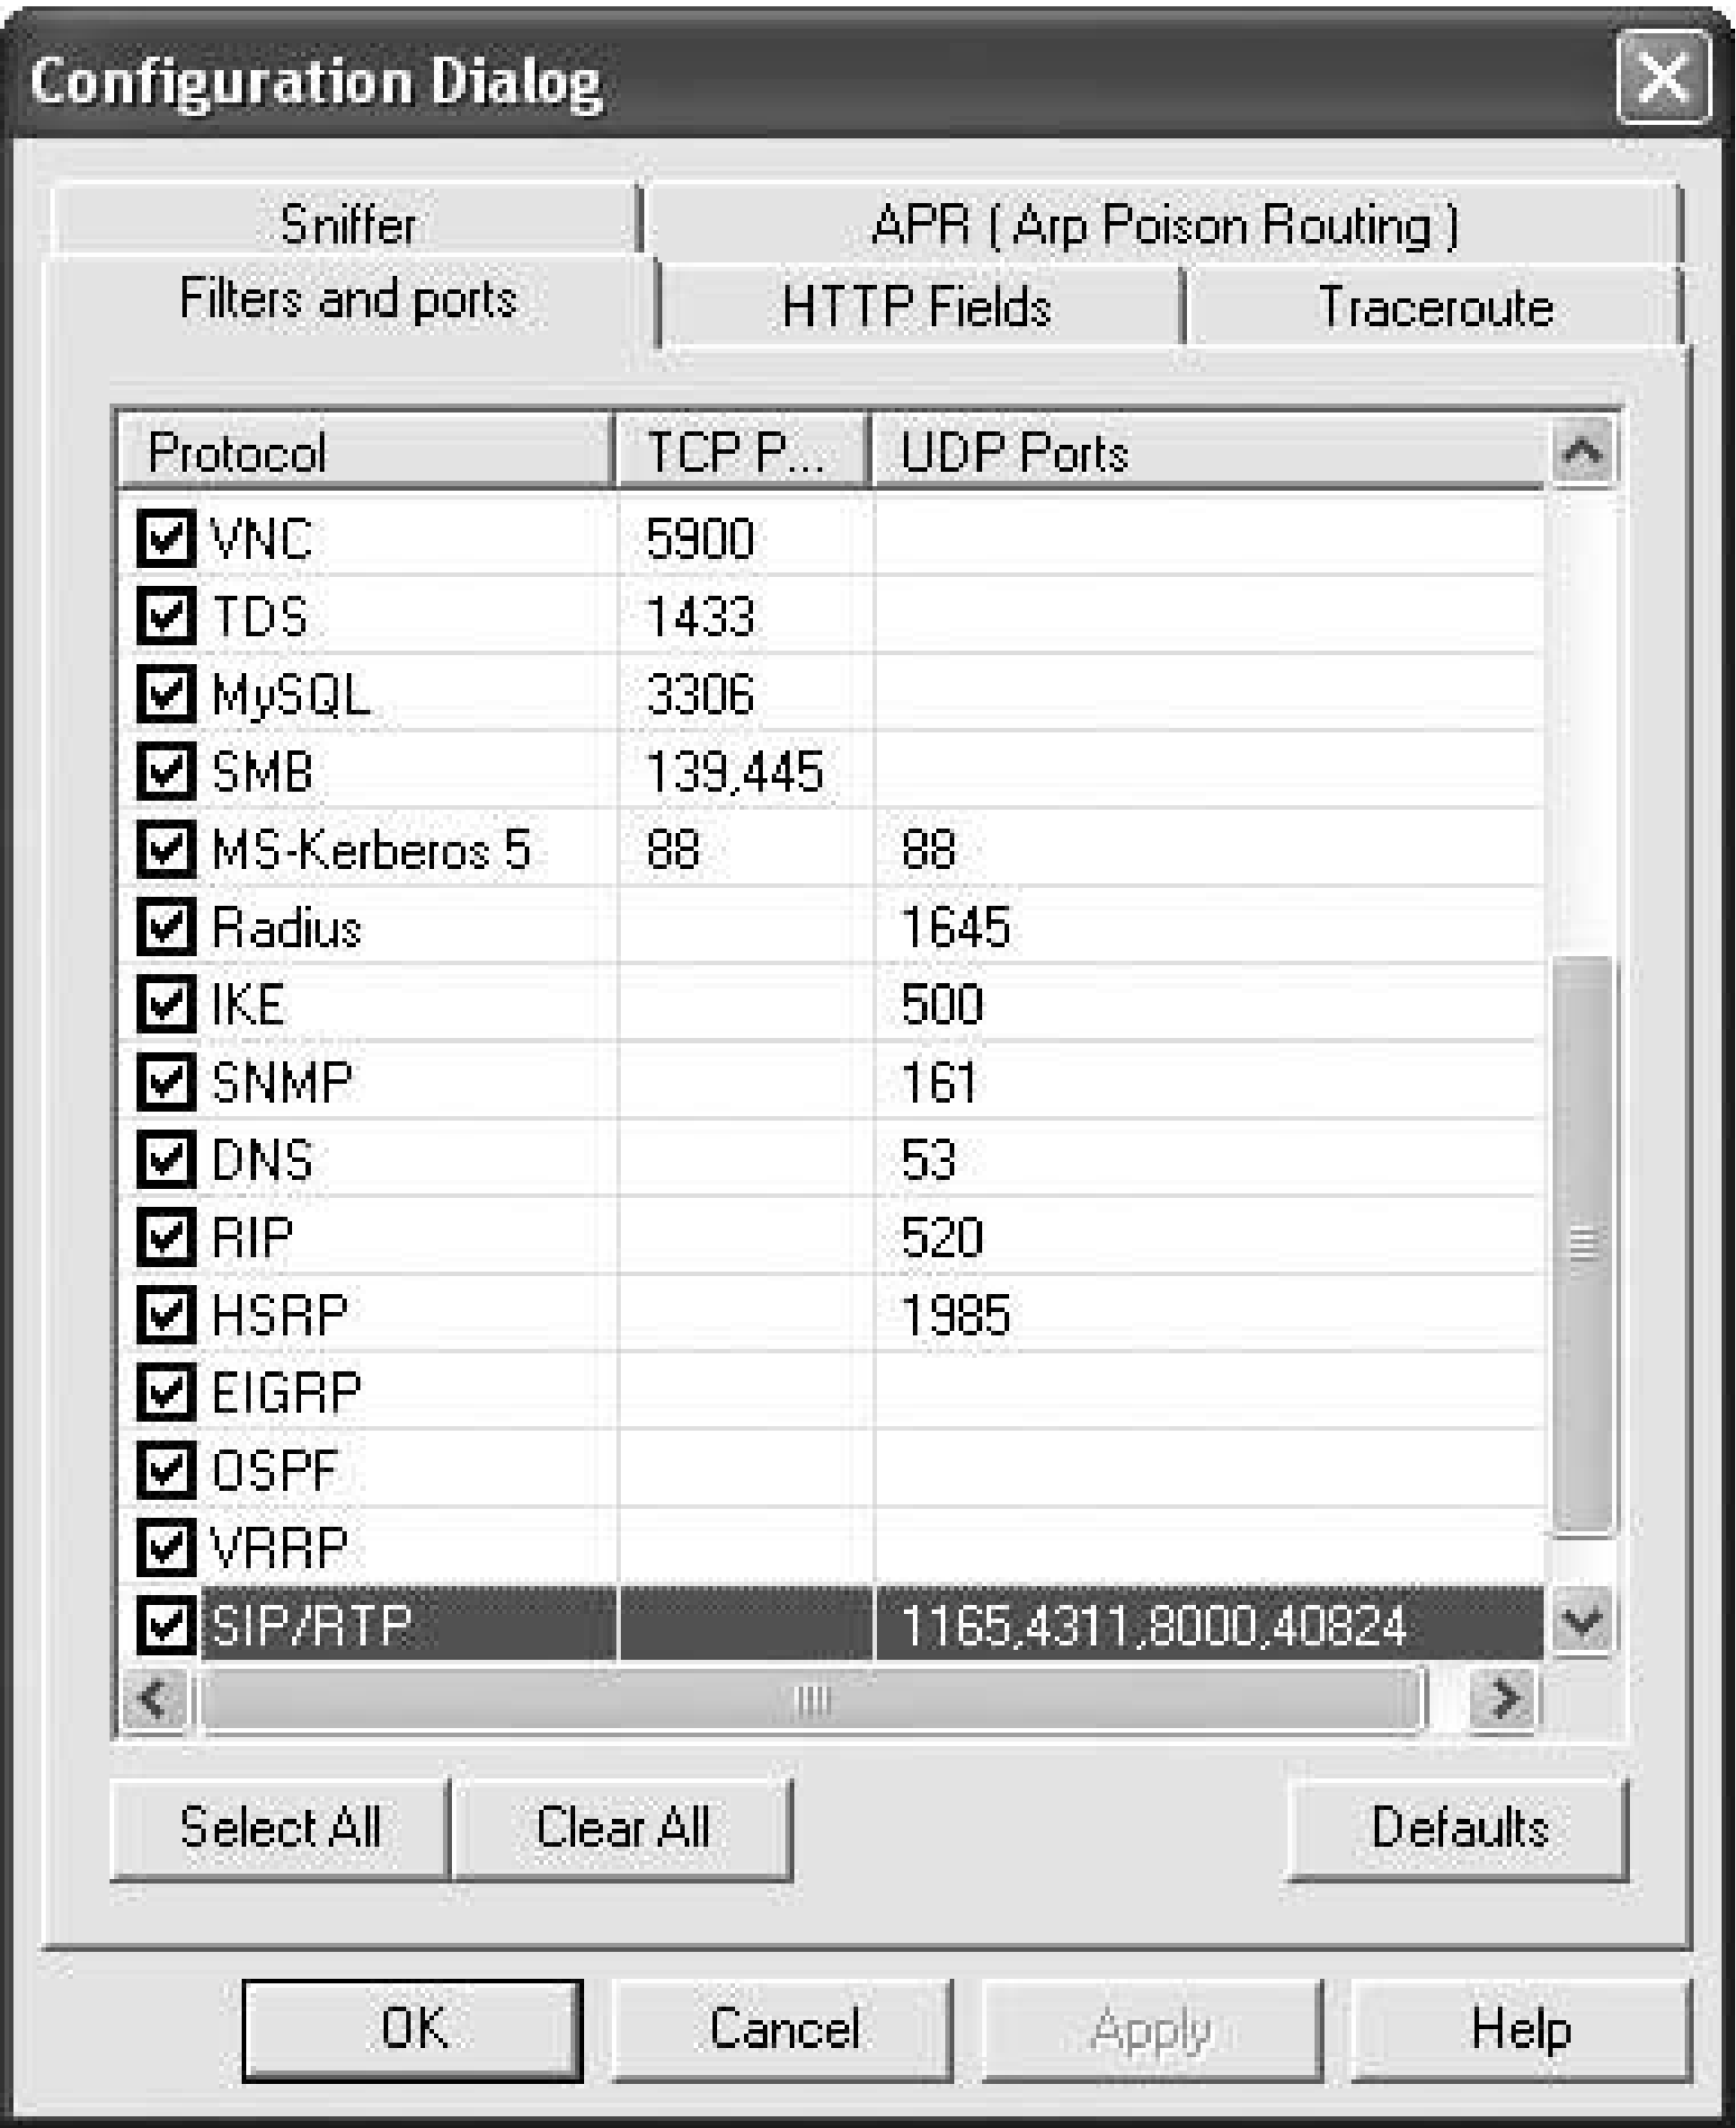 Configuration Dialog
Sniffer APR ( Arp Poison Routing )
Filters and ports HTTP Fields Traceroute
Protocol TCP P... UDP Ports
VNC 5900
TDS 1433
MySQL 3306
SMB 139,445
MS-Kerberos 5 88 88
Radius 1645
IKE 500
SNMP 161
DNS 53
RIP 520
HSRP 1985
EIGRP
OSPF
VRRP
SIP/RTP 1165,4311,8000,40824
Select All Clear All Defaults
OK Cancel Apply Help